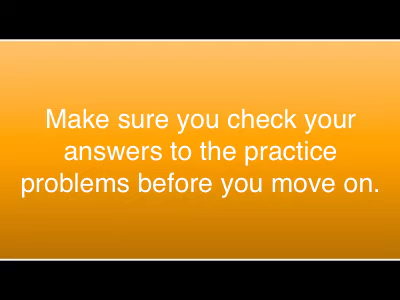 Make sure you check your
answers to the practice
problems before you move on.